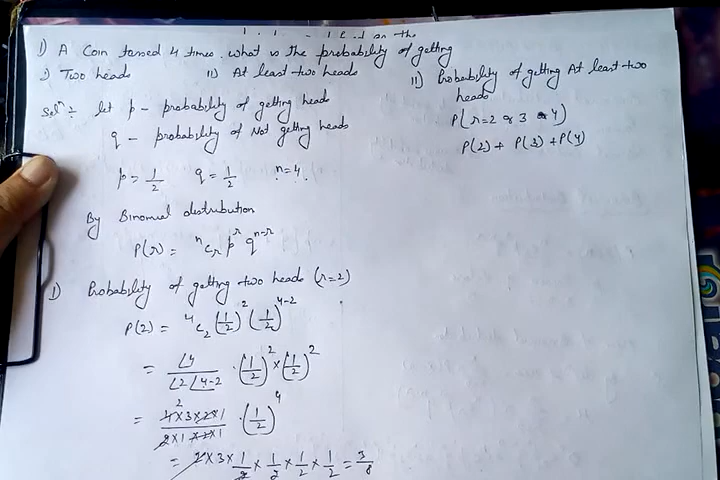 1) A Coin tossed 4 times. what is the probability of getting
i) Two heads    ii) At least two heads
Solⁿ:- let p - probability of getting heads
q - probability of Not getting heads
p = 1/2    q = 1/2    n = 4.
By Binomial distribution
P(r) = ⁿC_r p^r q^(n-r)
I) Probability of getting two heads (r=2)
P(2) = ⁴C₂ (1/2)² (1/2)^(4-2)
= ∟4 / ∟2 ∟4-2 · (1/2)² × (1/2)²
= 4×3×2×1 / 2×1×2×1 · (1/2)⁴
= 2×3× 1/2 × 1/2 × 1/2 × 1/2 = 3/8
II) Probability of getting At least two
heads
P(r=2 or 3 or 4)
P(2) + P(3) + P(4)